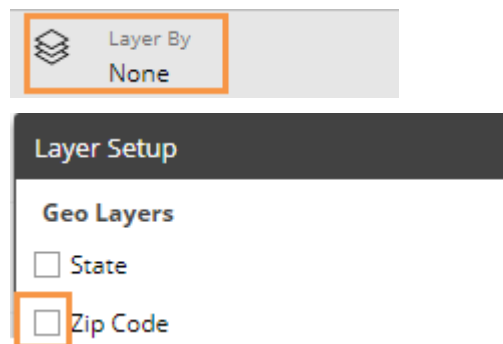 Layer By
None
Layer Setup
Geo Layers
State
Zip Code